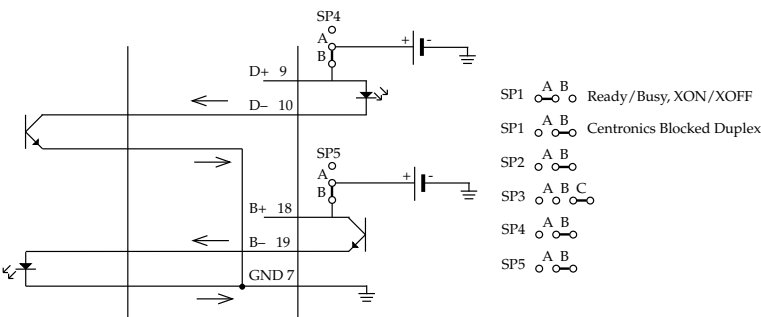 SP4
A
B
+ -
D+ 9
D– 10
SP5
A
B
+ -
B+ 18
B– 19
GND 7
SP1 A B Ready/Busy, XON/XOFF
SP1 A B Centronics Blocked Duplex
SP2 A B
SP3 A B C
SP4 A B
SP5 A B